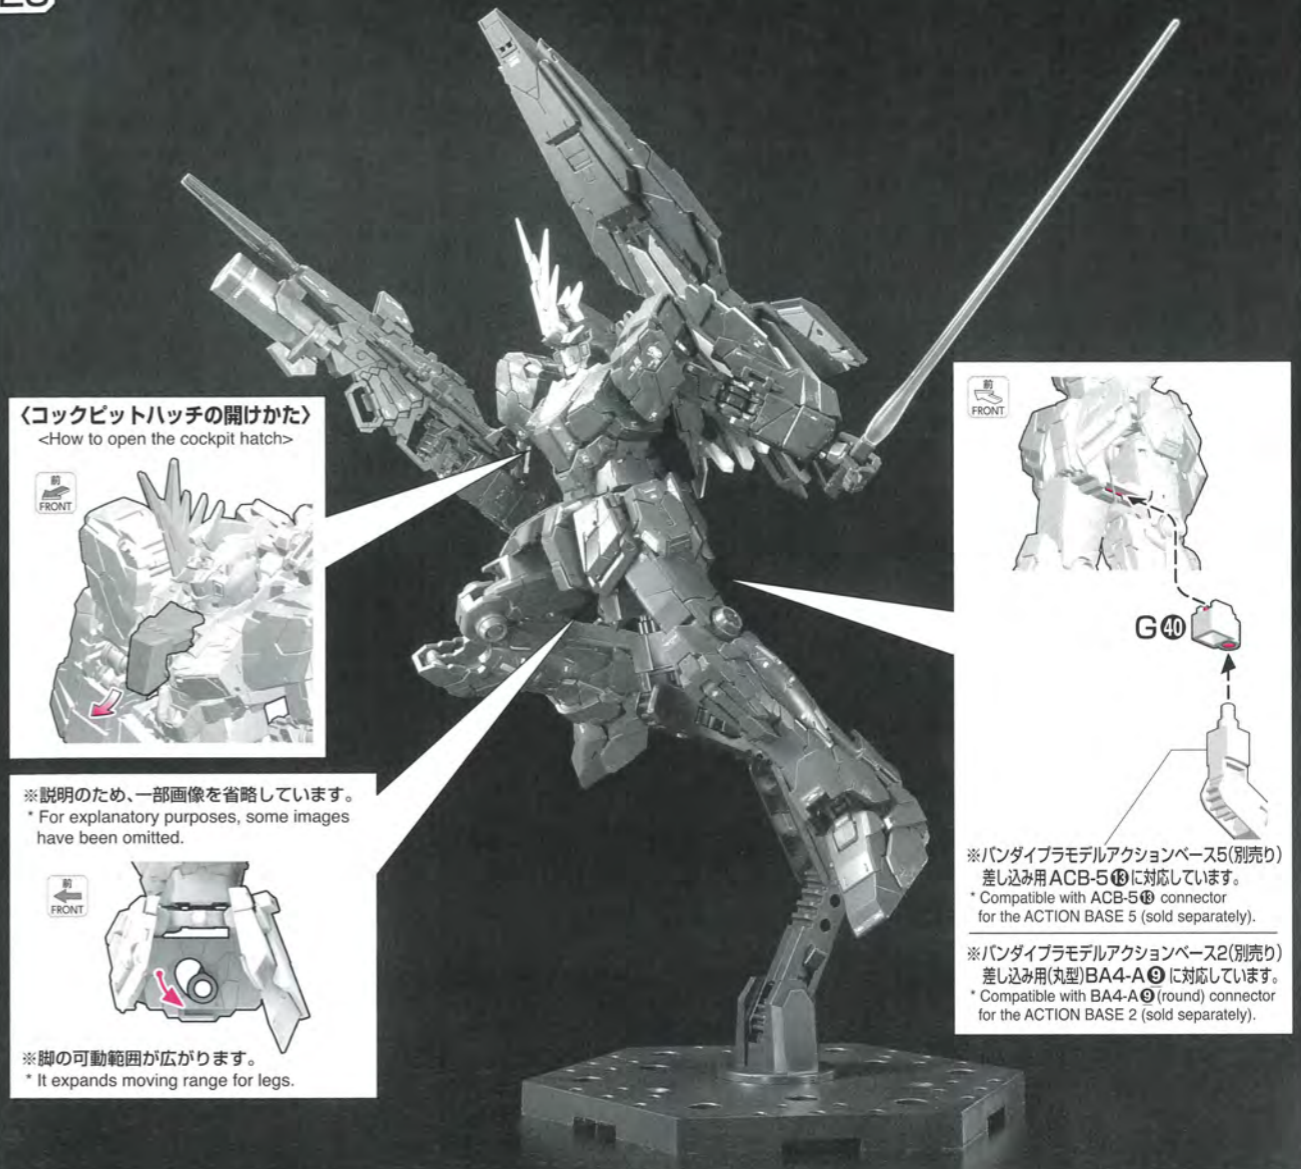 〈コックピットハッチの開けかた〉
<How to open the cockpit hatch>
前
FRONT
※説明のため、一部画像を省略しています。
* For explanatory purposes, some images
have been omitted.
前
FRONT
※脚の可動範囲が広がります。
* It expands moving range for legs.
前
FRONT
G㊵
※バンダイプラモデルアクションベース5(別売り)
差し込み用ACB-5⓭に対応しています。
* Compatible with ACB-5⓭ connector
for the ACTION BASE 5 (sold separately).
※バンダイプラモデルアクションベース2(別売り)
差し込み用(丸型)BA4-A❾に対応しています。
* Compatible with BA4-A❾(round) connector
for the ACTION BASE 2 (sold separately).